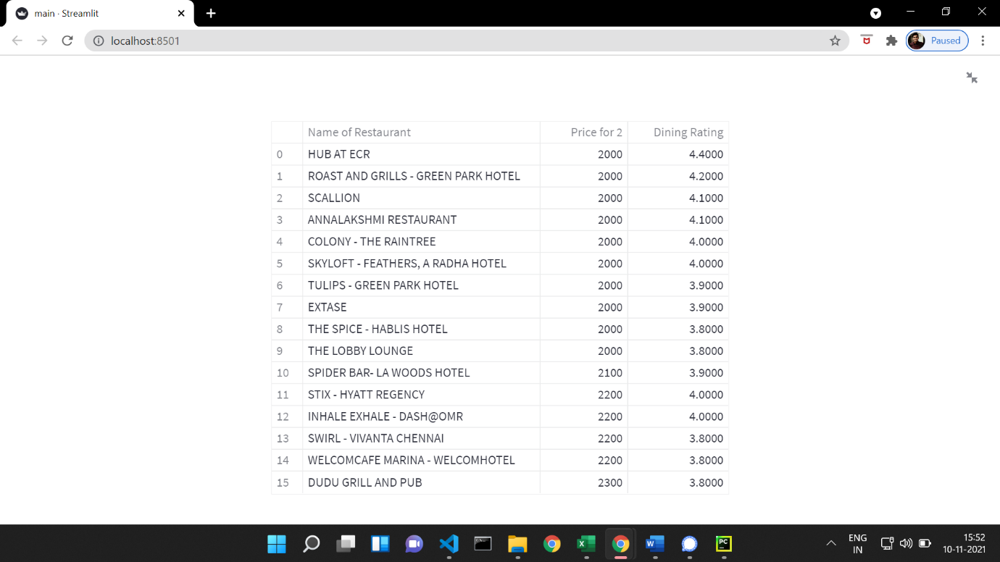 main · Streamlit
localhost:8501
Paused
Name of Restaurant Price for 2 Dining Rating
0 HUB AT ECR 2000 4.4000
1 ROAST AND GRILLS - GREEN PARK HOTEL 2000 4.2000
2 SCALLION 2000 4.1000
3 ANNALAKSHMI RESTAURANT 2000 4.1000
4 COLONY - THE RAINTREE 2000 4.0000
5 SKYLOFT - FEATHERS, A RADHA HOTEL 2000 4.0000
6 TULIPS - GREEN PARK HOTEL 2000 3.9000
7 EXTASE 2000 3.9000
8 THE SPICE - HABLIS HOTEL 2000 3.8000
9 THE LOBBY LOUNGE 2000 3.8000
10 SPIDER BAR- LA WOODS HOTEL 2100 3.9000
11 STIX - HYATT REGENCY 2200 4.0000
12 INHALE EXHALE - DASH@OMR 2200 4.0000
13 SWIRL - VIVANTA CHENNAI 2200 3.8000
14 WELCOMCAFE MARINA - WELCOMHOTEL 2200 3.8000
15 DUDU GRILL AND PUB 2300 3.8000
X W PC
ENG 15:52
IN 10-11-2021